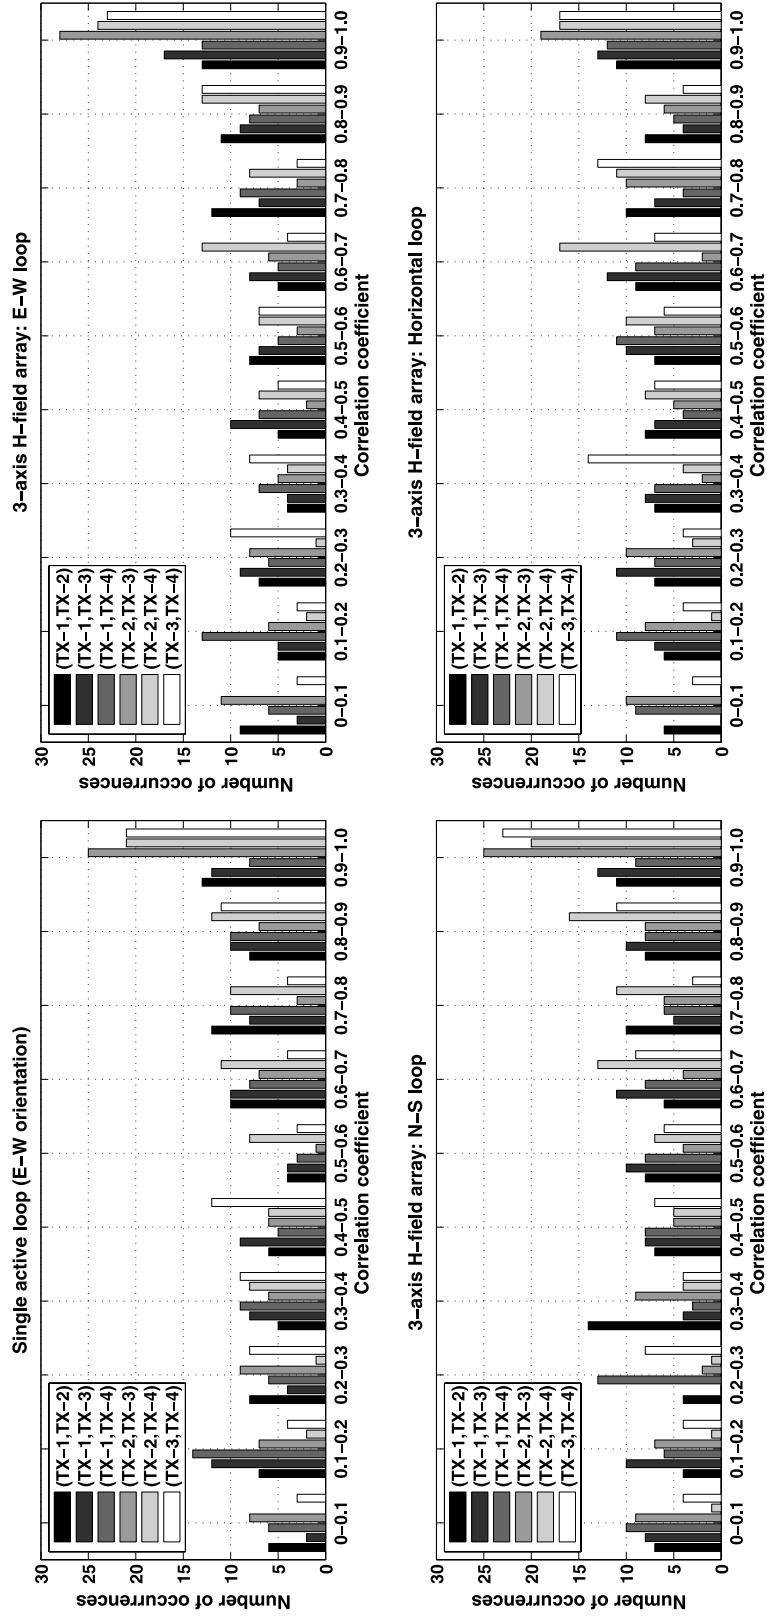 Single active loop (E−W orientation)
30
25
20
15
10
5
0
Number of occurrences
(TX−1,TX−2)
(TX−1,TX−3)
(TX−1,TX−4)
(TX−2,TX−3)
(TX−2,TX−4)
(TX−3,TX−4)
0−0.1 0.1−0.2 0.2−0.3 0.3−0.4 0.4−0.5 0.5−0.6 0.6−0.7 0.7−0.8 0.8−0.9 0.9−1.0
Correlation coefficient
3−axis H−field array: E−W loop
30
25
20
15
10
5
0
Number of occurrences
(TX−1,TX−2)
(TX−1,TX−3)
(TX−1,TX−4)
(TX−2,TX−3)
(TX−2,TX−4)
(TX−3,TX−4)
0−0.1 0.1−0.2 0.2−0.3 0.3−0.4 0.4−0.5 0.5−0.6 0.6−0.7 0.7−0.8 0.8−0.9 0.9−1.0
Correlation coefficient
3−axis H−field array: N−S loop
30
25
20
15
10
5
0
Number of occurrences
(TX−1,TX−2)
(TX−1,TX−3)
(TX−1,TX−4)
(TX−2,TX−3)
(TX−2,TX−4)
(TX−3,TX−4)
0−0.1 0.1−0.2 0.2−0.3 0.3−0.4 0.4−0.5 0.5−0.6 0.6−0.7 0.7−0.8 0.8−0.9 0.9−1.0
Correlation coefficient
3−axis H−field array: Horizontal loop
30
25
20
15
10
5
0
Number of occurrences
(TX−1,TX−2)
(TX−1,TX−3)
(TX−1,TX−4)
(TX−2,TX−3)
(TX−2,TX−4)
(TX−3,TX−4)
0−0.1 0.1−0.2 0.2−0.3 0.3−0.4 0.4−0.5 0.5−0.6 0.6−0.7 0.7−0.8 0.8−0.9 0.9−1.0
Correlation coefficient